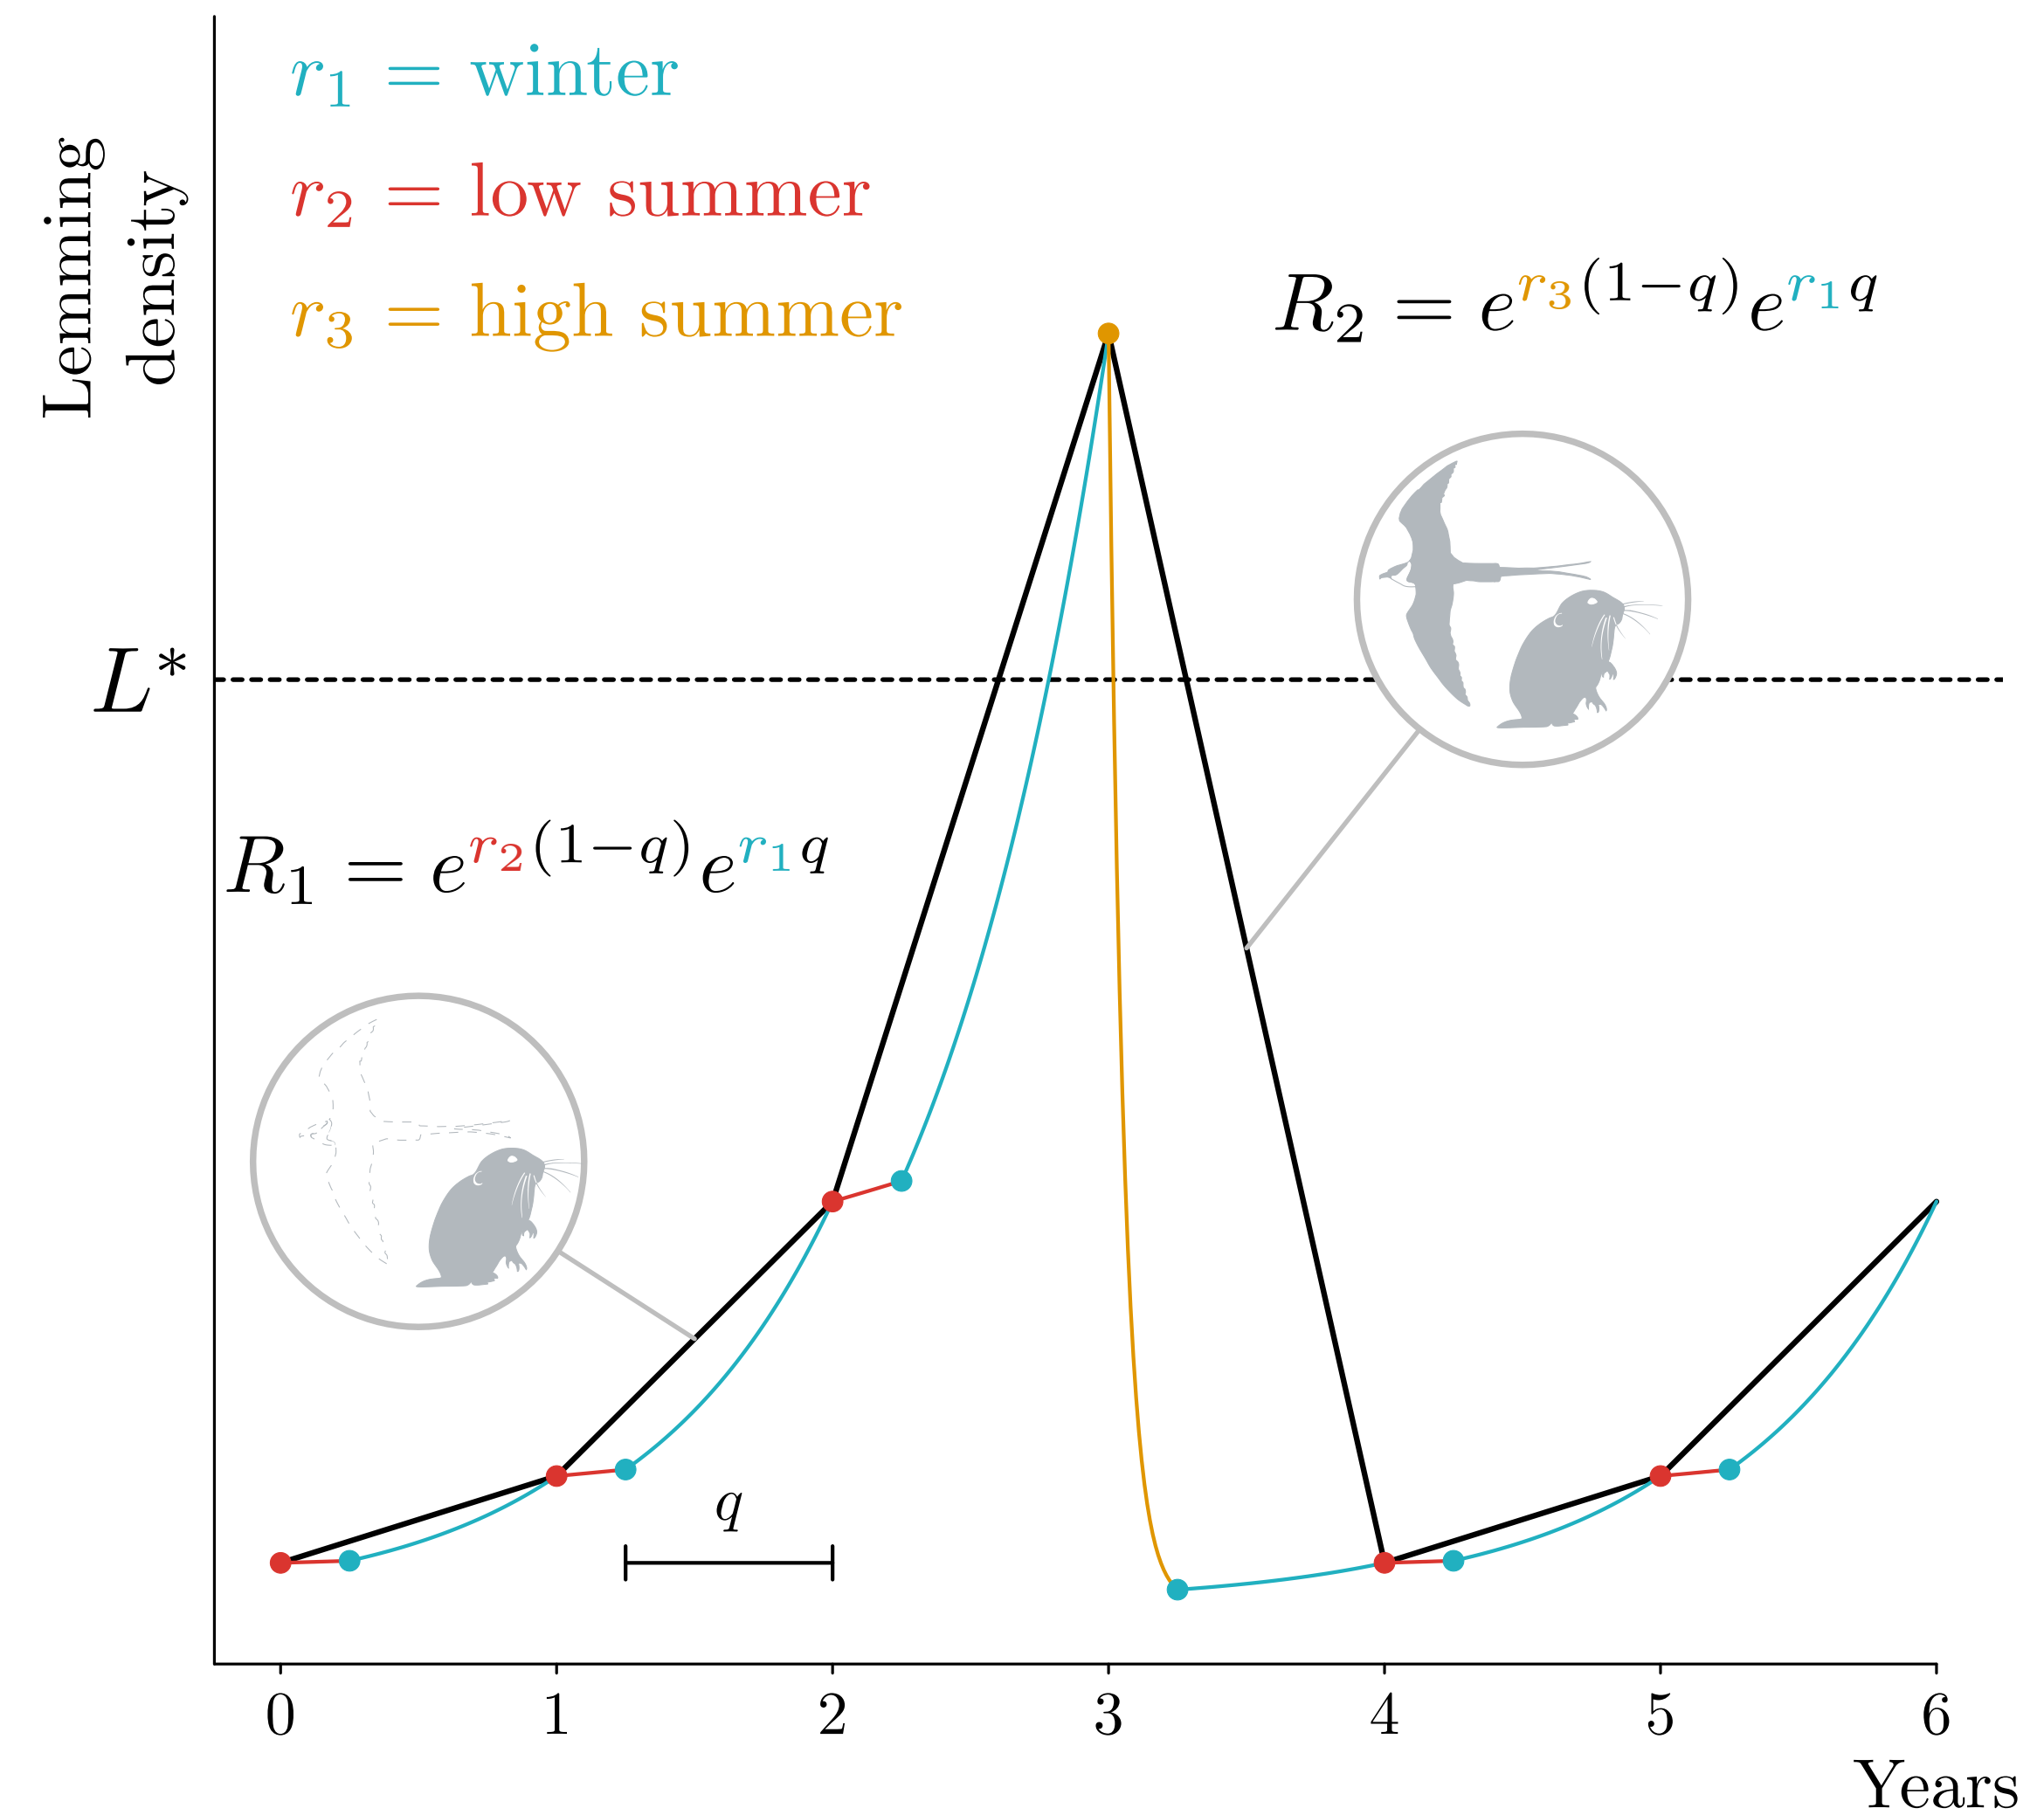 Lemming
density
r₁ = winter
r₂ = low summer
r₃ = high summer
R₂ = e^{r₃(1−q)}e^{r₁q}
L*
R₁ = e^{r₂(1−q)}e^{r₁q}
q
0 1 2 3 4 5 6
Years